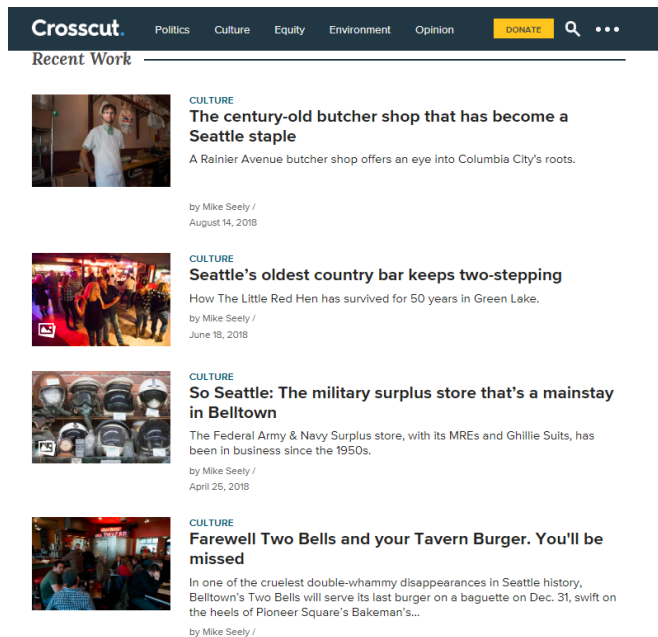 Crosscut. Politics Culture Equity Environment Opinion DONATE
Recent Work
CULTURE
The century-old butcher shop that has become a
Seattle staple
A Rainier Avenue butcher shop offers an eye into Columbia City's roots.
by Mike Seely /
August 14, 2018
CULTURE
Seattle’s oldest country bar keeps two-stepping
How The Little Red Hen has survived for 50 years in Green Lake.
by Mike Seely /
June 18, 2018
CULTURE
So Seattle: The military surplus store that’s a mainstay
in Belltown
The Federal Army & Navy Surplus store, with its MREs and Ghillie Suits, has
been in business since the 1950s.
by Mike Seely /
April 25, 2018
CULTURE
Farewell Two Bells and your Tavern Burger. You'll be
missed
In one of the cruelest double-whammy disappearances in Seattle history,
Belltown’s Two Bells will serve its last burger on a baguette on Dec. 31, swift on
the heels of Pioneer Square’s Bakeman’s...
by Mike Seely /